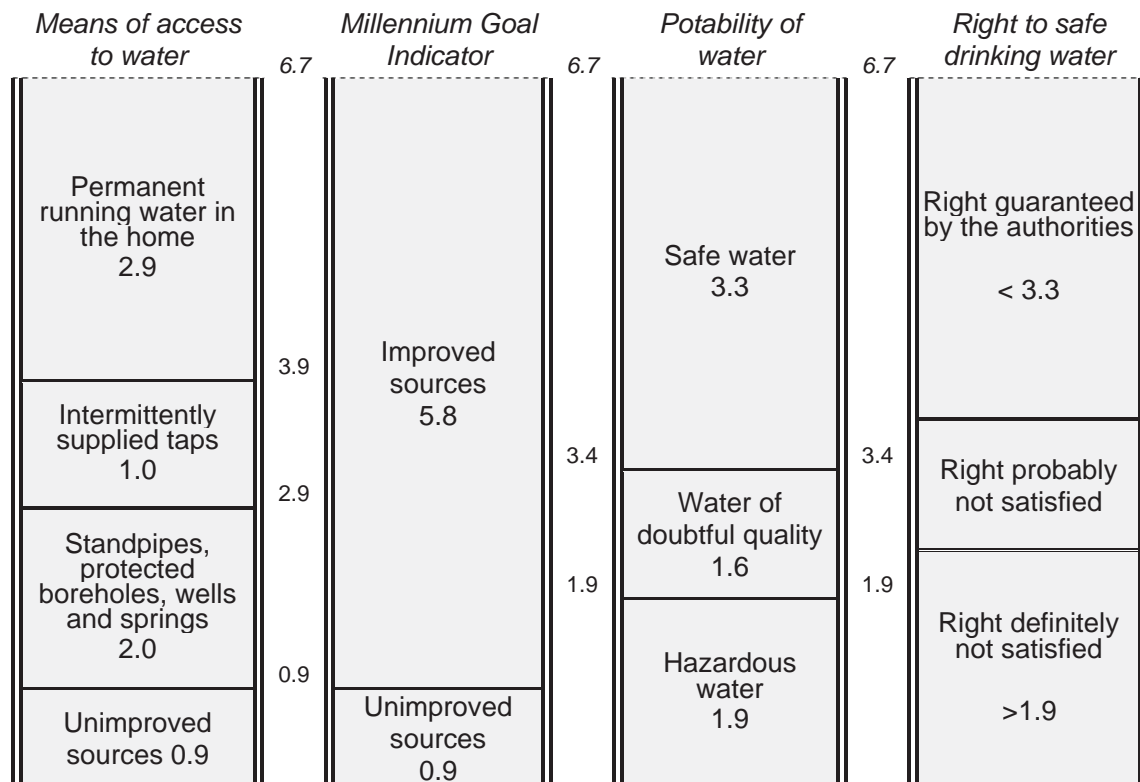 Means of access
to water
6.7
Permanent
running water in
the home
2.9
3.9
Intermittently
supplied taps
1.0
2.9
Standpipes,
protected
boreholes, wells
and springs
2.0
0.9
Unimproved
sources 0.9
Millennium Goal
Indicator
6.7
Improved
sources
5.8
3.4
1.9
Unimproved
sources
0.9
Potability of
water
6.7
Safe water
3.3
3.4
Water of
doubtful quality
1.6
1.9
Hazardous
water
1.9
Right to safe
drinking water
Right guaranteed
by the authorities
< 3.3
Right probably
not satisfied
Right definitely
not satisfied
>1.9